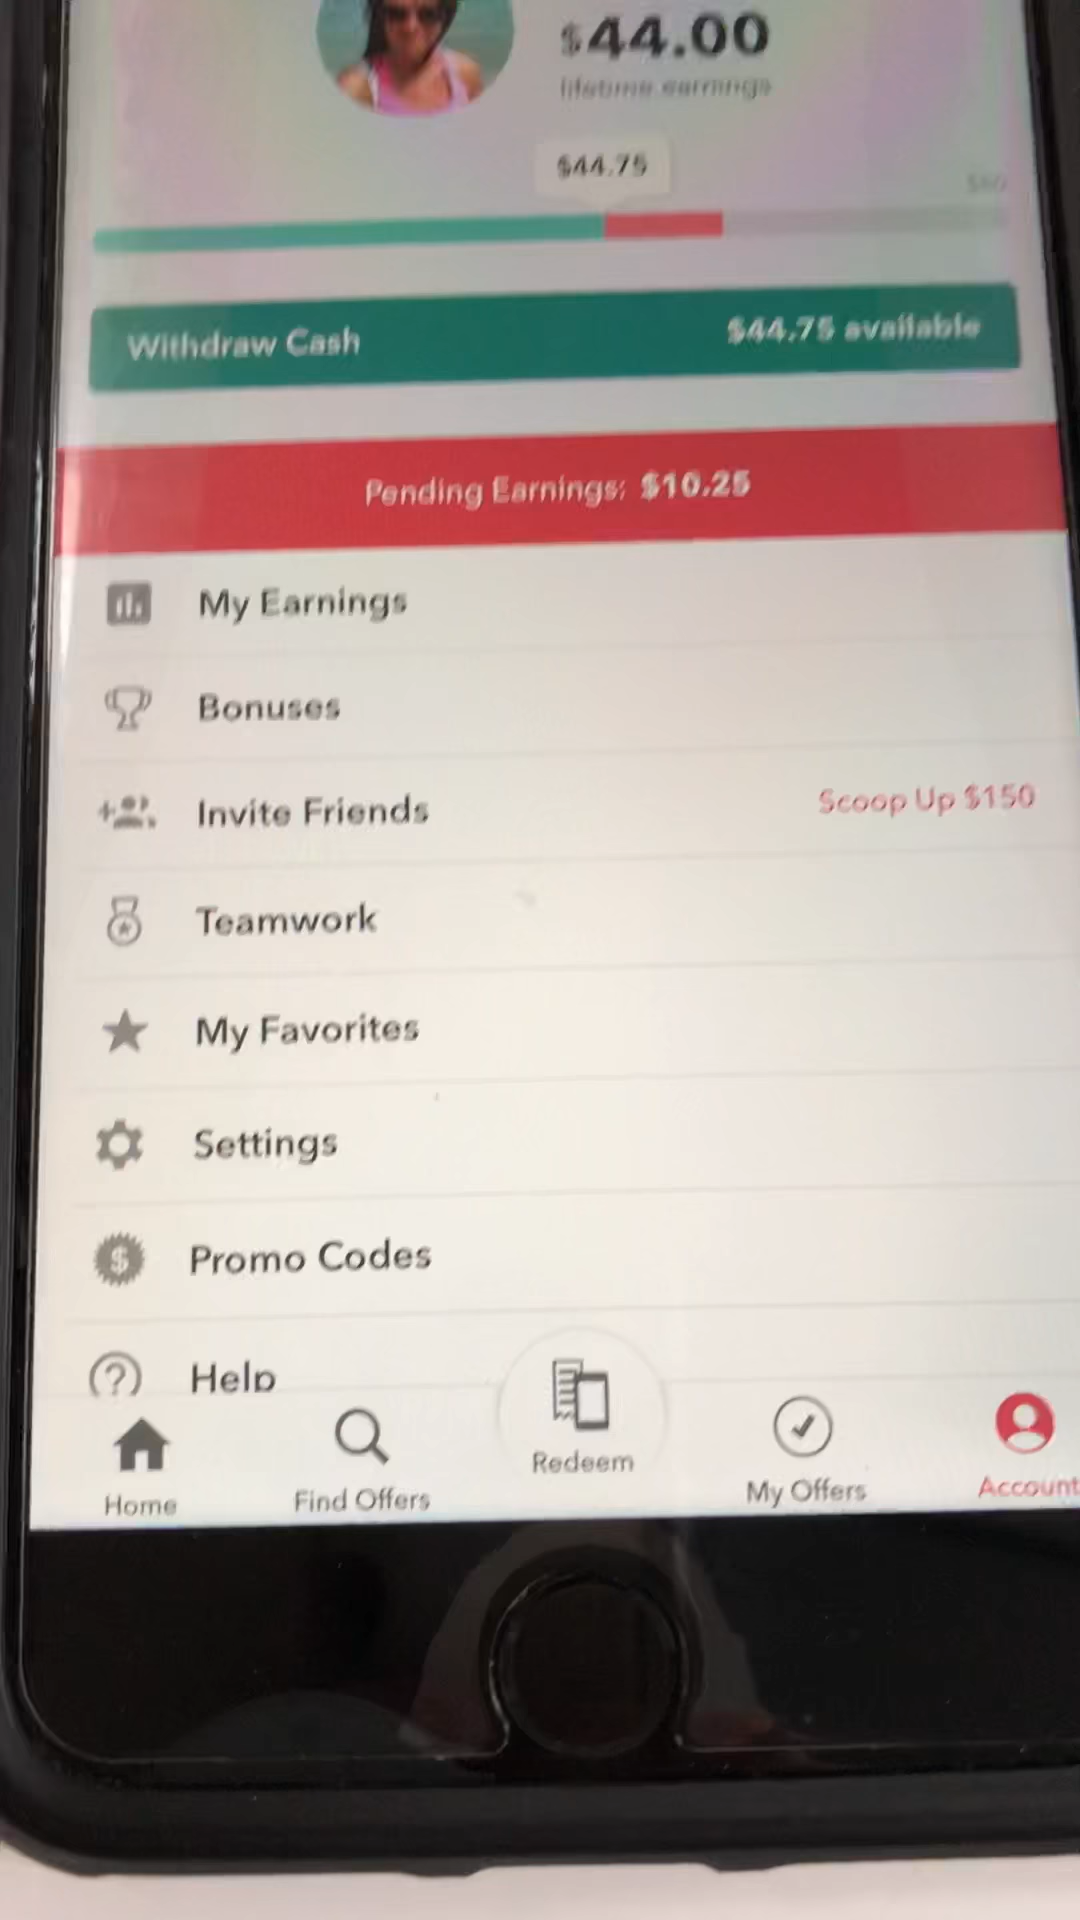 $44.00
lifetime earnings
$44.75
$80
Withdraw Cash $44.75 available
Pending Earnings: $10.25
My Earnings
Bonuses
Invite Friends Scoop Up $150
Teamwork
My Favorites
Settings
Promo Codes
Help
Home Find Offers Redeem My Offers Account